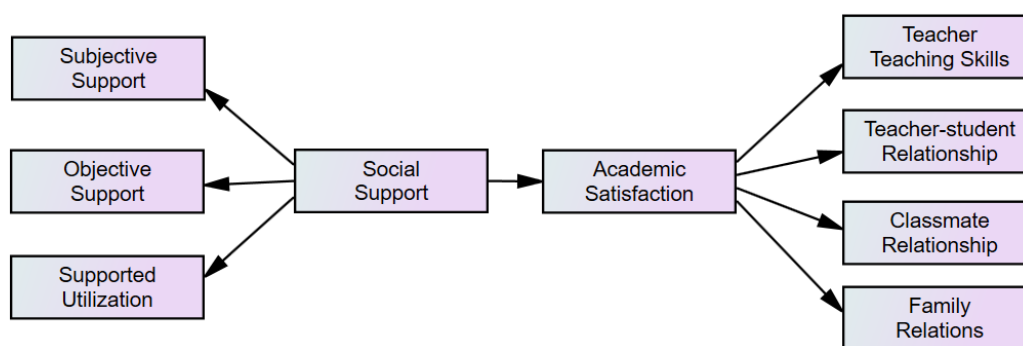 Subjective
Support
Objective
Support
Supported
Utilization
Social
Support
Academic
Satisfaction
Teacher
Teaching Skills
Teacher-student
Relationship
Classmate
Relationship
Family
Relations